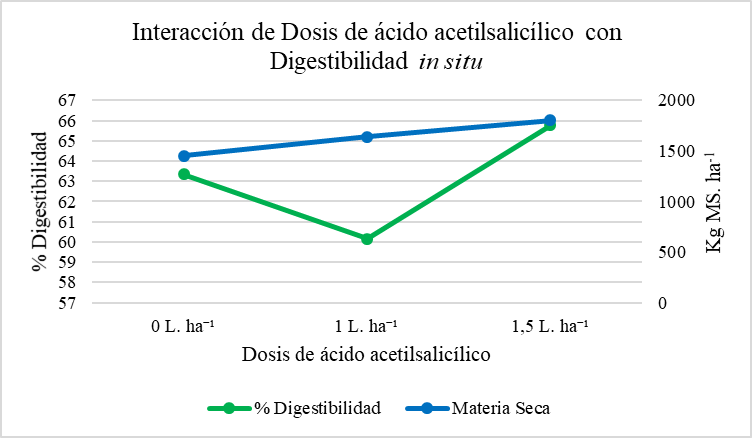 Interacción de Dosis de ácido acetilsalicílico con
Digestibilidad in situ
% Digestibilidad
67
66
65
64
63
62
61
60
59
58
57
2000
1500
1000
500
0
Kg MS. ha⁻¹
0 L. ha⁻¹
1 L. ha⁻¹
1,5 L. ha⁻¹
Dosis de ácido acetilsalicílico
% Digestibilidad
Materia Seca